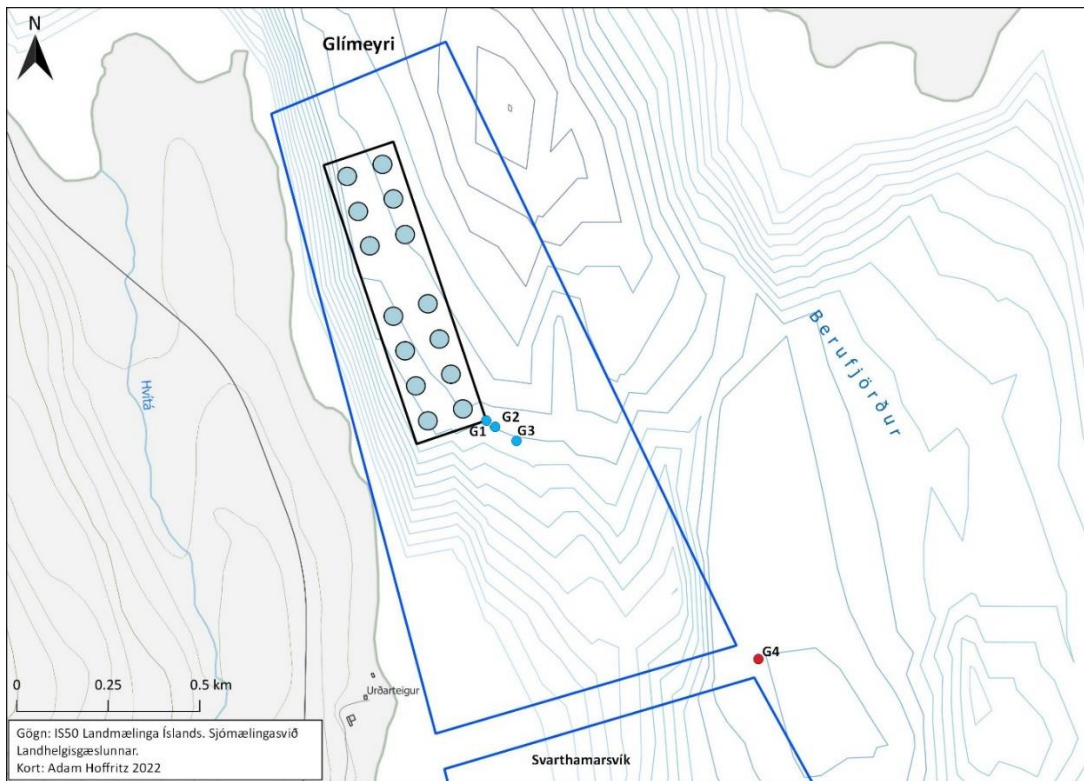 N
Glímeyri
Berufjörður
Hvítá
G1
G2
G3
G4
Urðarteigur
0 0.25 0.5 km
Svarthamarsvík
Gögn: IS50 Landmælinga Íslands. Sjómælingasvið
Landhelgisgæslunnar.
Kort: Adam Hoffritz 2022